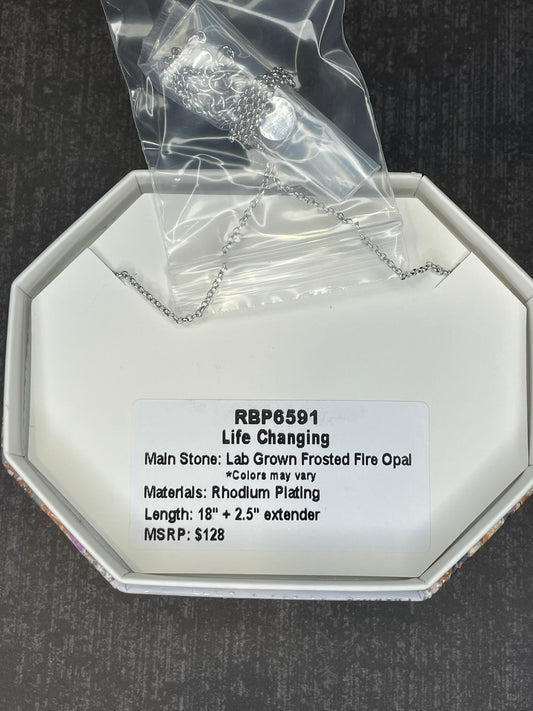 RBP6591
Life Changing
Main Stone: Lab Grown Frosted Fire Opal
*Colors may vary
Materials: Rhodium Plating
Length: 18" + 2.5" extender
MSRP: $128